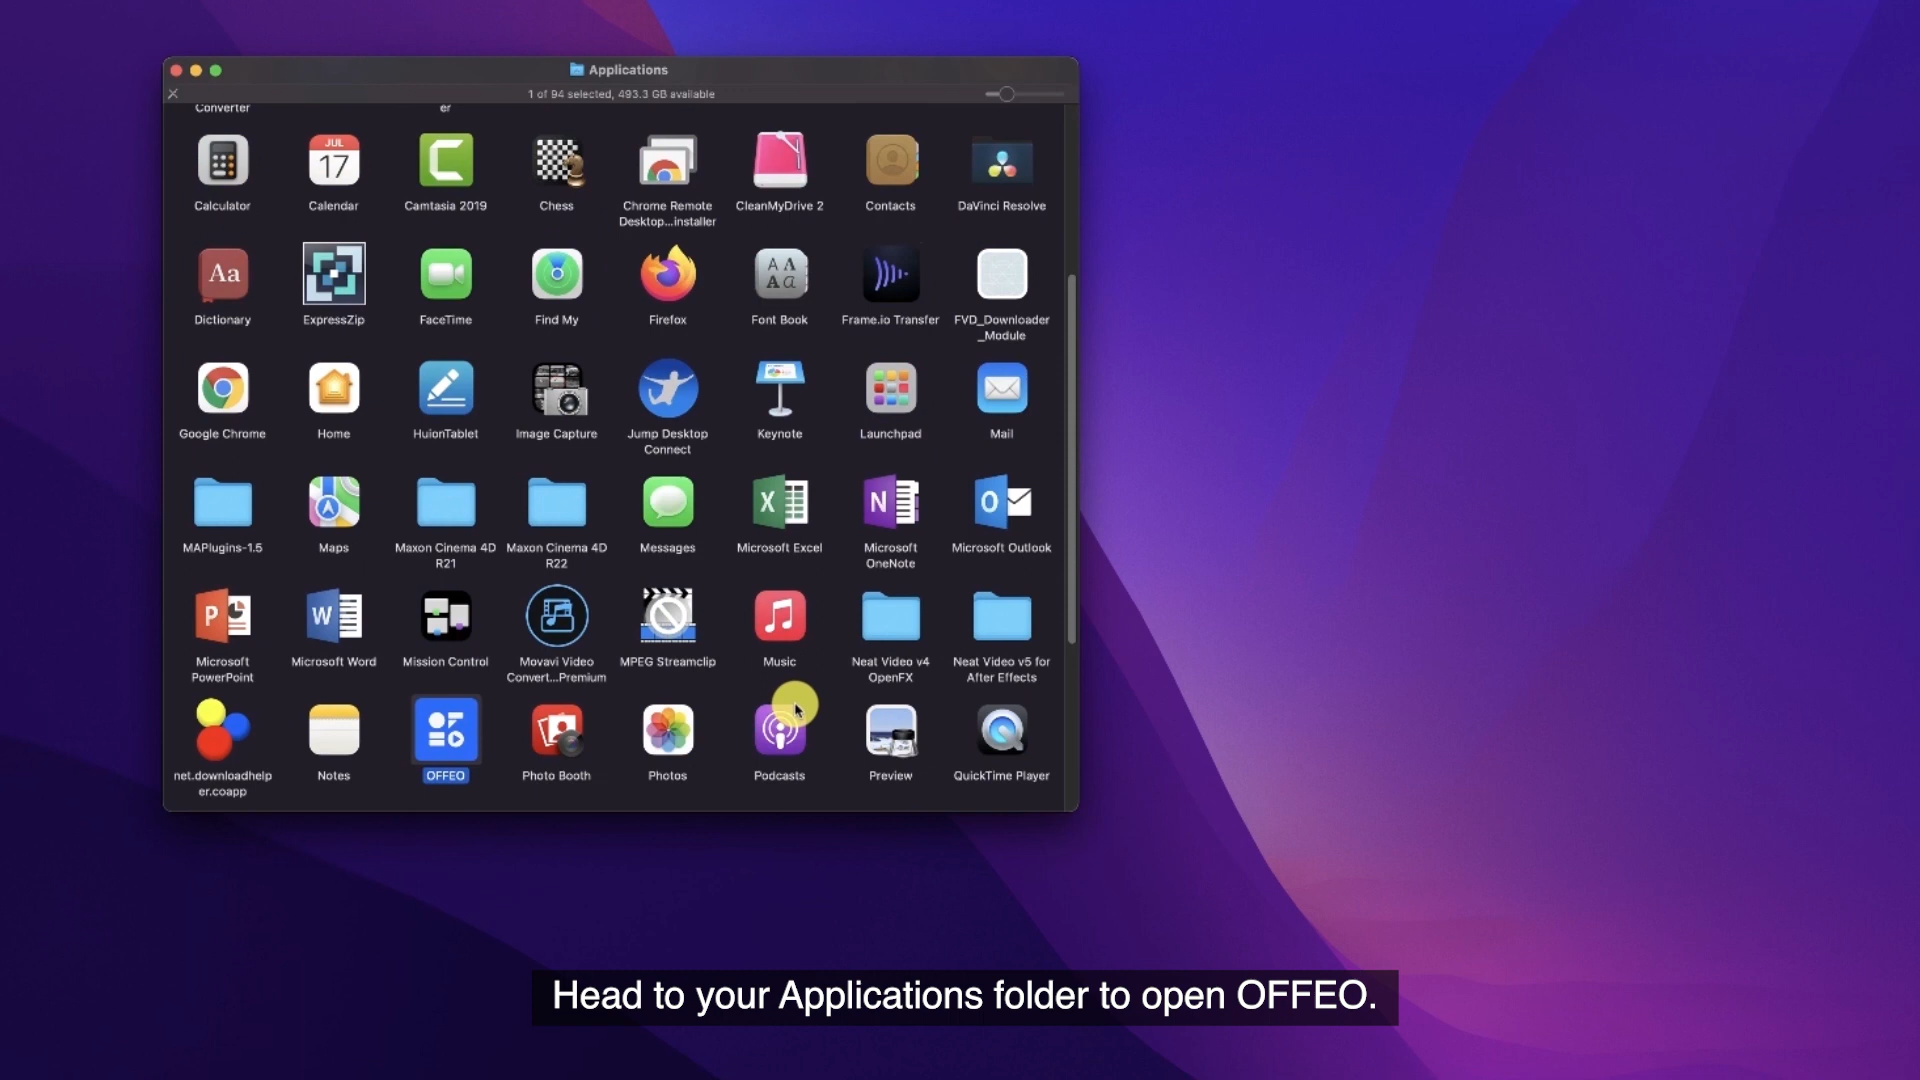 Applications
1 of 94 selected, 493.3 GB available
Converter
er
JUL
17
Calculator
Calendar
Camtasia 2019
Chess
Chrome Remote
Desktop...installer
CleanMyDrive 2
Contacts
DaVinci Resolve
Aa
A A
A a
Dictionary
ExpressZip
FaceTime
Find My
Firefox
Font Book
Frame.io Transfer
FVD_Downloader
_Module
Google Chrome
Home
HuionTablet
Image Capture
Jump Desktop
Connect
Keynote
Launchpad
Mail
X
N
O
MAPlugins-1.5
Maps
Maxon Cinema 4D
R21
Maxon Cinema 4D
R22
Messages
Microsoft Excel
Microsoft
OneNote
Microsoft Outlook
P
W
Microsoft
PowerPoint
Microsoft Word
Mission Control
Movavi Video
Convert...Premium
MPEG Streamclip
Music
Neat Video v4
OpenFX
Neat Video v5 for
After Effects
net.downloadhelp
er.coapp
Notes
OFFEO
Photo Booth
Photos
Podcasts
Preview
QuickTime Player
Head to your Applications folder to open OFFEO.